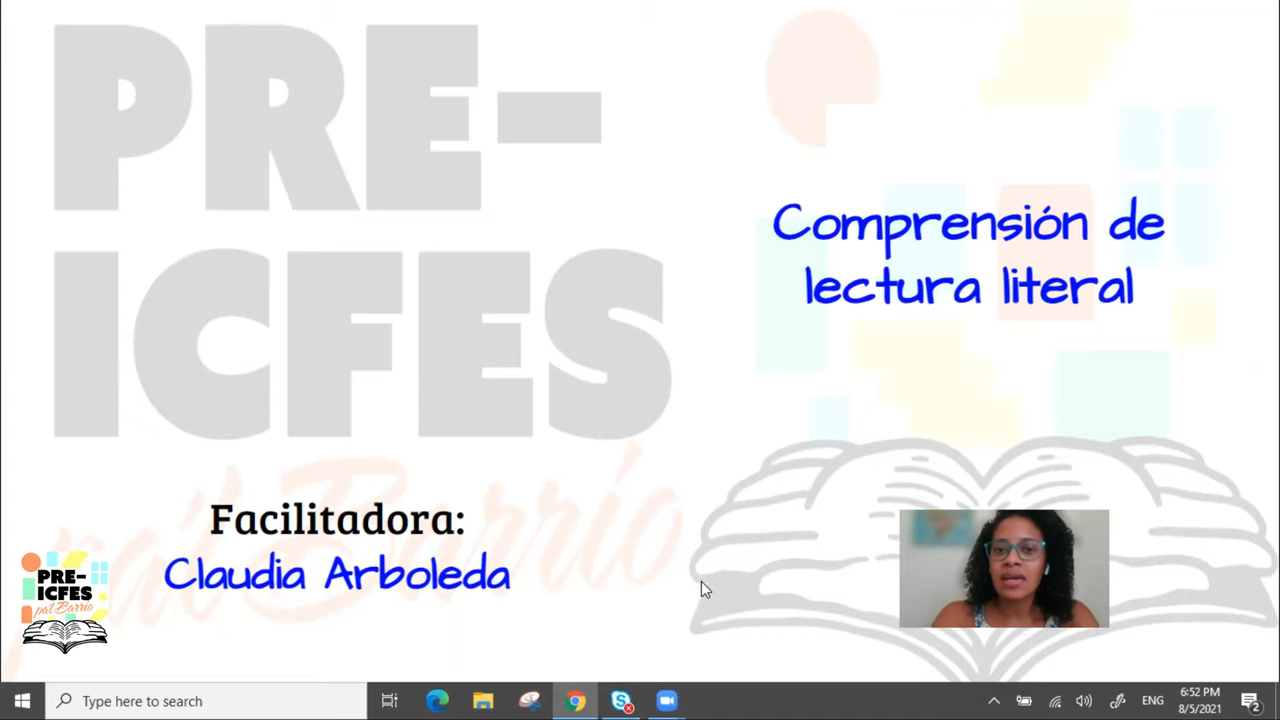 PRE-
ICFES
pa'l Barrio
Comprensión de
lectura literal
Facilitadora:
Claudia Arboleda
PRE-
ICFES
pa'l Barrio
Type here to search
ENG
6:52 PM
8/5/2021
2